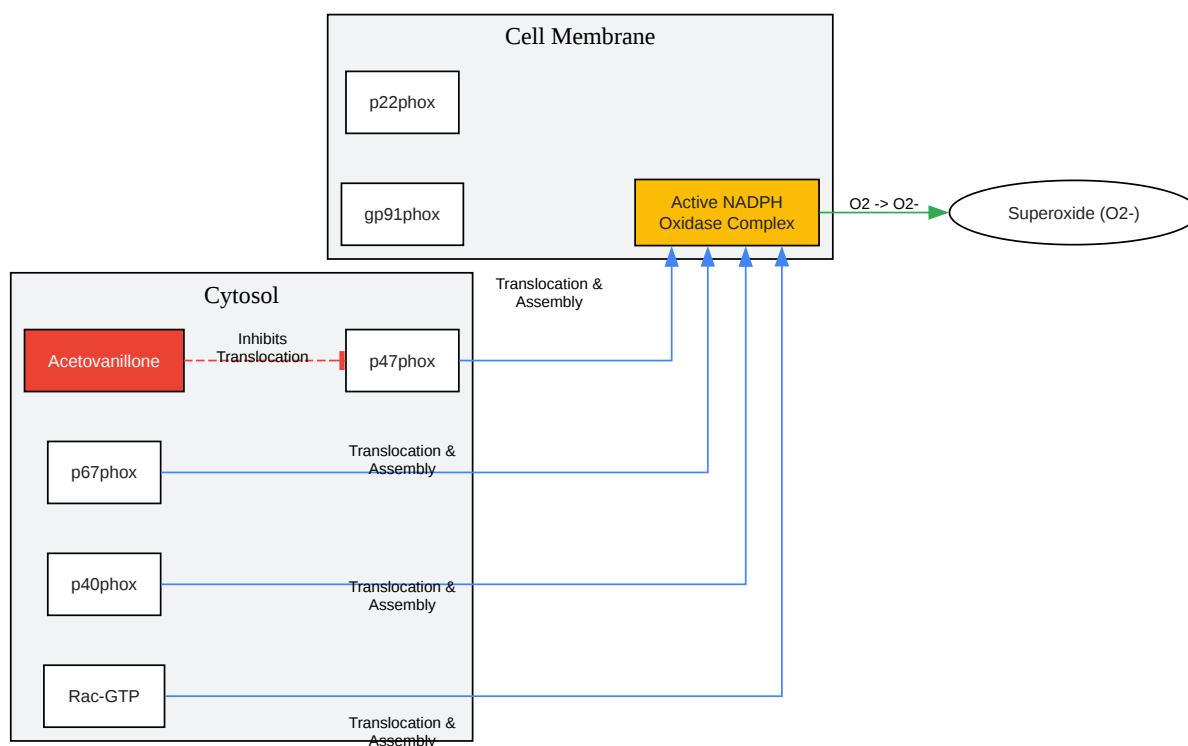 Cell Membrane
p22phox
gp91phox
Active NADPH
Oxidase Complex
O2 -> O2-
Superoxide (O2-)
Translocation &
Assembly
Cytosol
Acetovanillone
Inhibits
Translocation
p47phox
p67phox
Translocation &
Assembly
p40phox
Translocation &
Assembly
Rac-GTP
Translocation &
Assembly